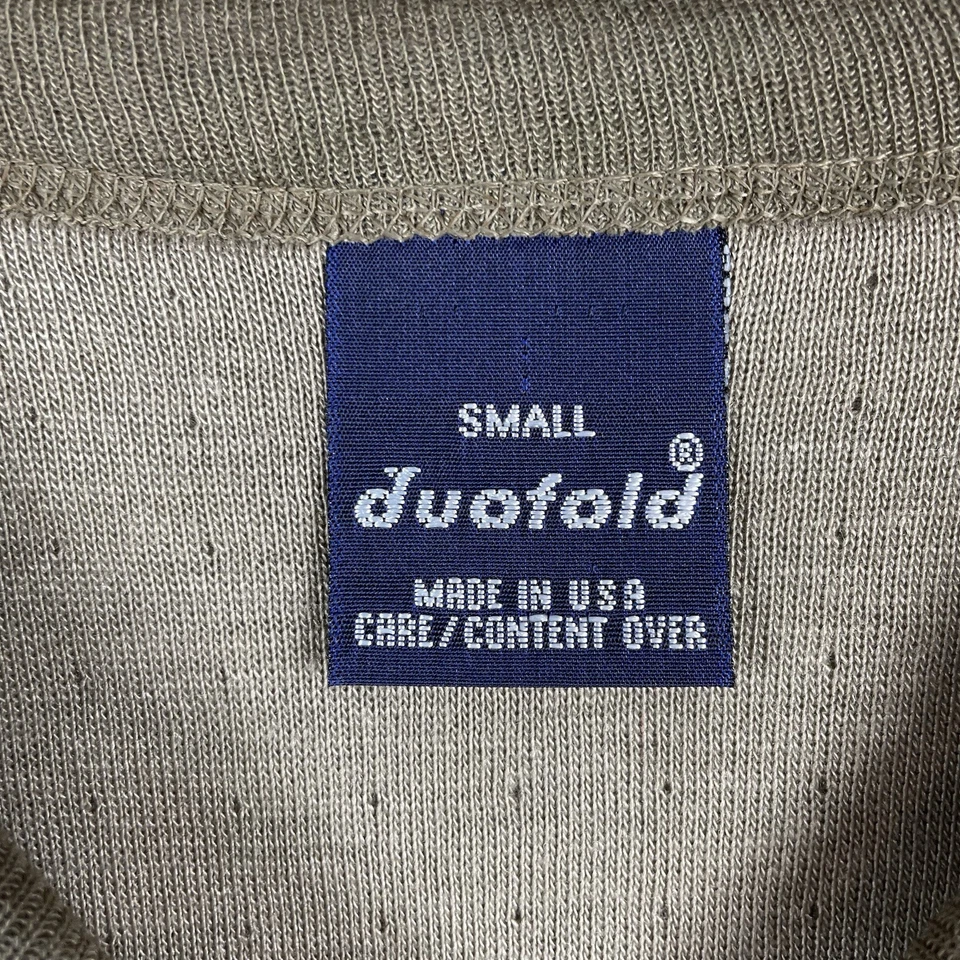 SMALL
duofold®
MADE IN USA
CARE/CONTENT OVER